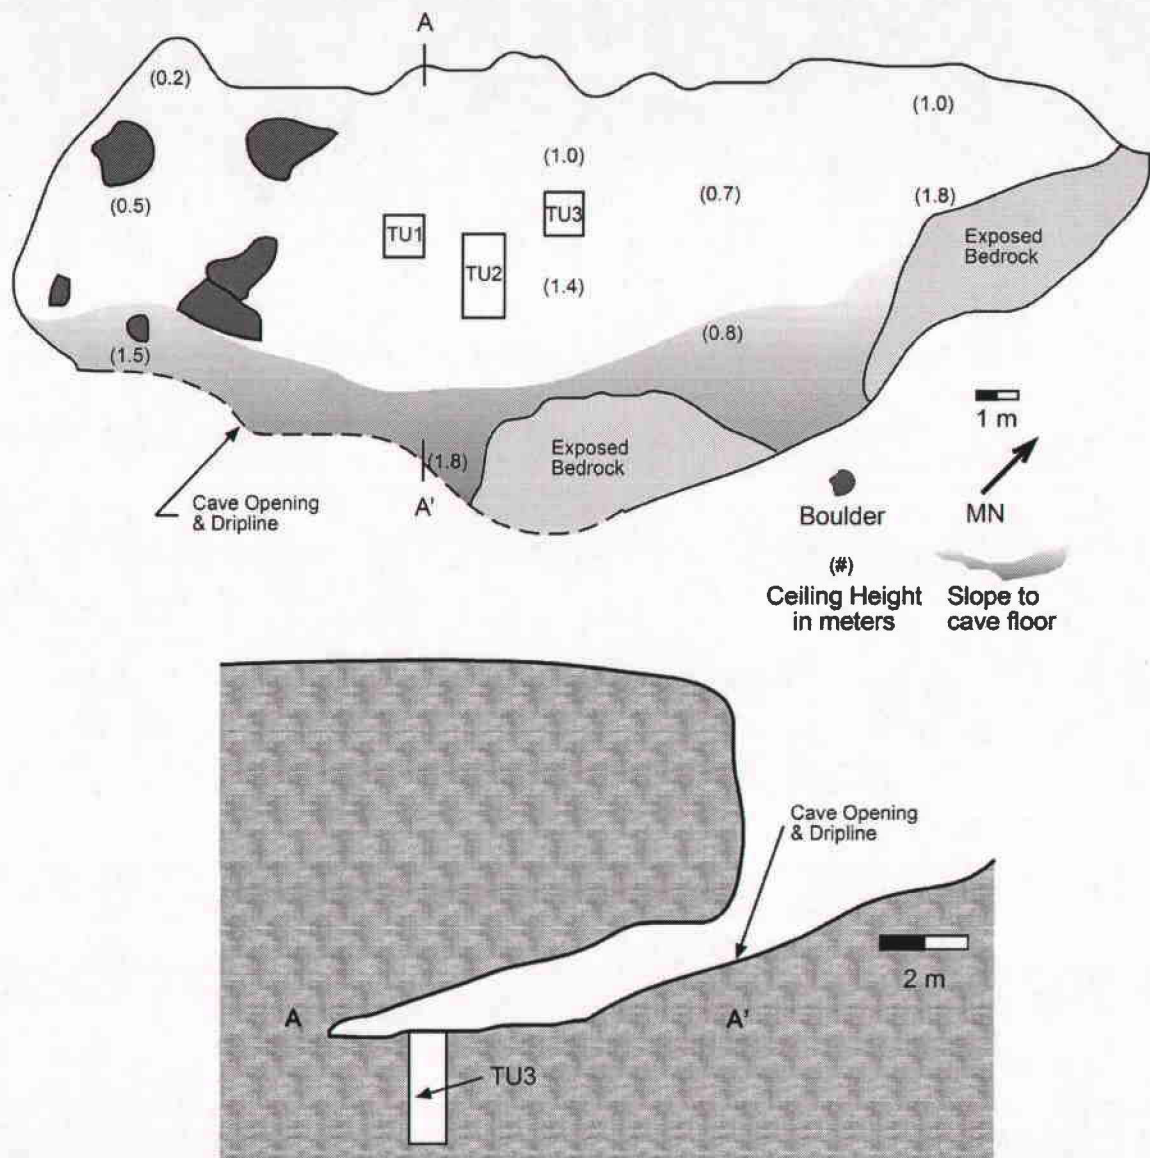 A
(0.2)
(1.0)
(1.0)
(0.5)
(0.7)
(1.8)
TU1
TU3
TU2
Exposed
Bedrock
(1.4)
(0.8)
(1.5)
1 m
(1.8)
Exposed
Bedrock
A'
Cave Opening
& Dripline
Boulder
MN
(#)
Ceiling Height
in meters
Slope to
cave floor
Cave Opening
& Dripline
2 m
A
A'
TU3